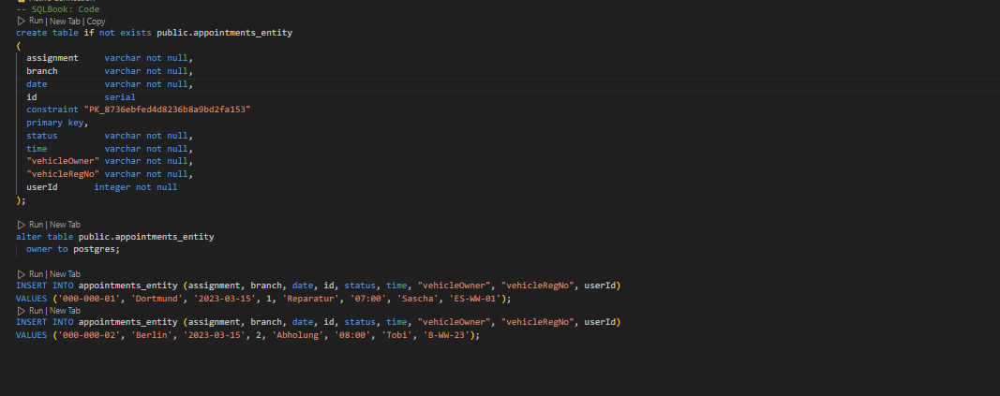 -- SQLBook: Code
Run | New Tab | Copy
create table if not exists public.appointments_entity
(
assignment varchar not null,
branch varchar not null,
date varchar not null,
id serial
constraint "PK_8736ebfed4d8236b8a9bd2fa153"
primary key,
status varchar not null,
time varchar not null,
"vehicleOwner" varchar not null,
"vehicleRegNo" varchar not null,
userId integer not null
);
Run | New Tab
alter table public.appointments_entity
owner to postgres;
Run | New Tab
INSERT INTO appointments_entity (assignment, branch, date, id, status, time, "vehicleOwner", "vehicleRegNo", userId)
VALUES ('000-000-01', 'Dortmund', '2023-03-15', 1, 'Reparatur', '07:00', 'Sascha', 'ES-WW-01');
Run | New Tab
INSERT INTO appointments_entity (assignment, branch, date, id, status, time, "vehicleOwner", "vehicleRegNo", userId)
VALUES ('000-000-02', 'Berlin', '2023-03-15', 2, 'Abholung', '08:00', 'Tobi', 'B-WW-23');